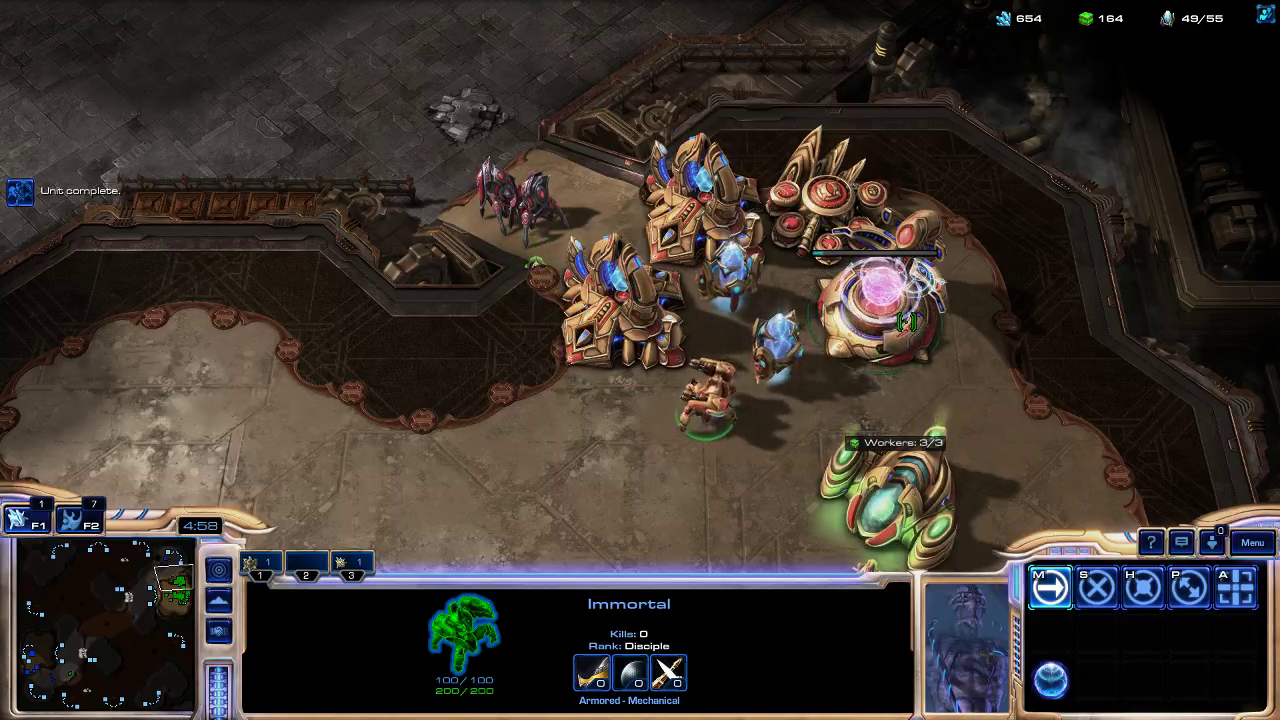 654
164
49/55
Unit complete.
Workers: 3/3
1
F1
7
F2
4:58
0
?
Menu
1
1
1
2
3
Immortal
Kills: 0
Rank: Disciple
0
0
0
100/100
200/200
Armored - Mechanical
M
S
H
P
A